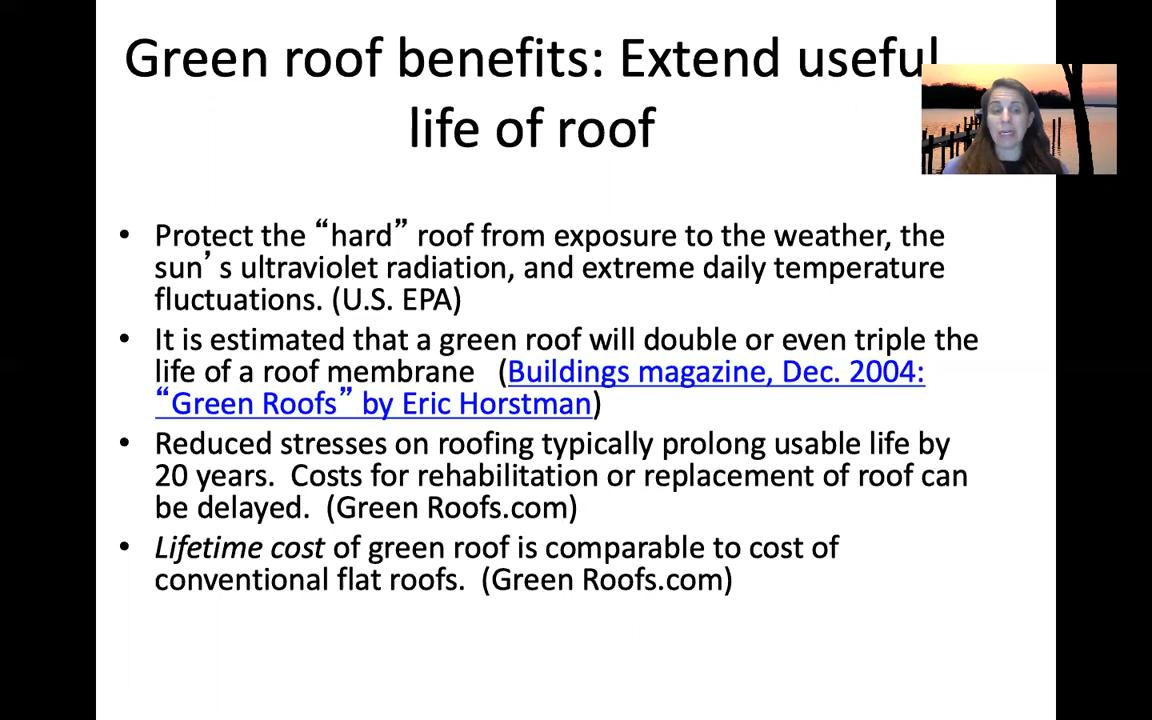 Green roof benefits: Extend useful
life of roof
• Protect the “hard” roof from exposure to the weather, the
sun’s ultraviolet radiation, and extreme daily temperature
fluctuations. (U.S. EPA)
• It is estimated that a green roof will double or even triple the
life of a roof membrane (Buildings magazine, Dec. 2004:
“Green Roofs” by Eric Horstman)
• Reduced stresses on roofing typically prolong usable life by
20 years. Costs for rehabilitation or replacement of roof can
be delayed. (Green Roofs.com)
• Lifetime cost of green roof is comparable to cost of
conventional flat roofs. (Green Roofs.com)